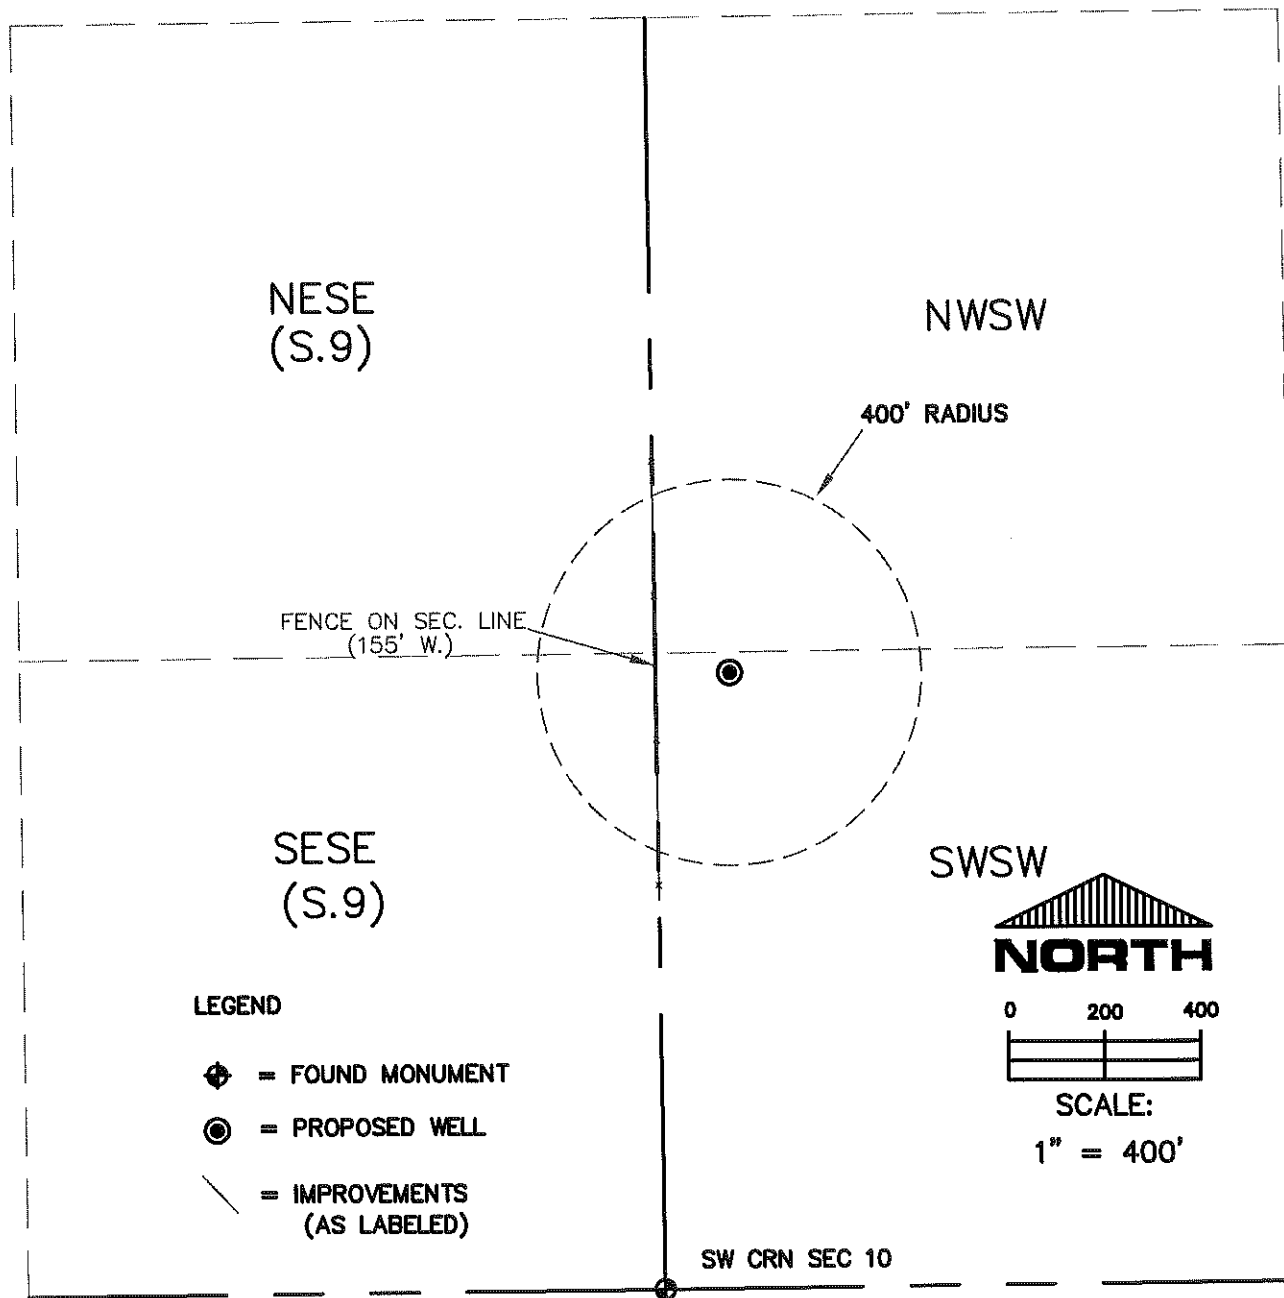 NESE
(S.9)
NWSW
400' RADIUS
FENCE ON SEC. LINE
(155' W.)
SESE
(S.9)
SWSW
NORTH
0 200 400
SCALE:
1" = 400'
LEGEND
= FOUND MONUMENT
= PROPOSED WELL
= IMPROVEMENTS
(AS LABELED)
SW CRN SEC 10